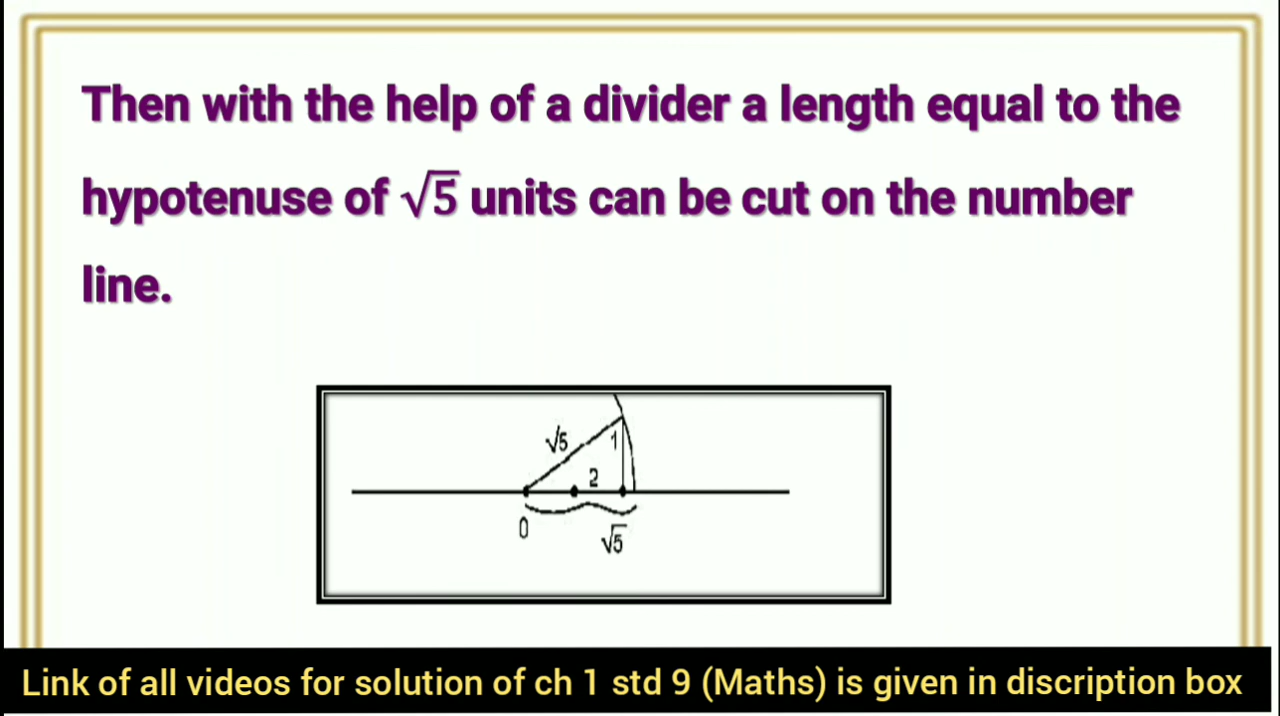 Then with the help of a divider a length equal to the
hypotenuse of √5 units can be cut on the number
line.
√5
1
2
0
√5
Link of all videos for solution of ch 1 std 9 (Maths) is given in discription box